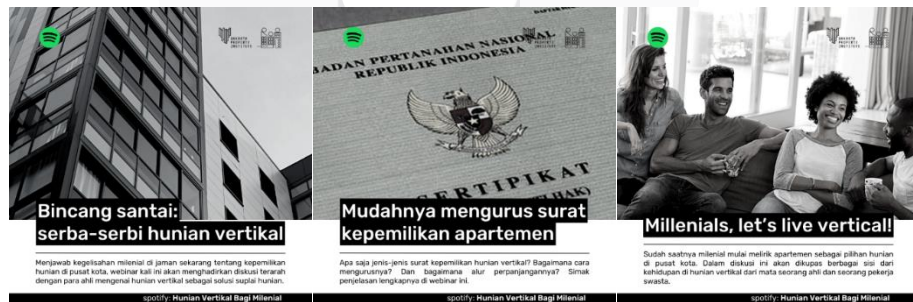 JAKARTA
PROPERTY
INSTITUTE
Bincang santai:
serba-serbi hunian vertikal
Menjawab kegelisahan milenial di jaman sekarang tentang kepemilikan
hunian di pusat kota, webinar kali ini akan menghadirkan diskusi terarah
dengan para ahli mengenai hunian vertikal sebagai solusi suplai hunian.
spotify: Hunian Vertikal Bagi Milenial
BADAN PERTANAHAN NASIONAL
REPUBLIK INDONESIA
SERTIPIKAT
Mudahnya mengurus surat
kepemilikan apartemen
Apa saja jenis-jenis surat kepemilikan hunian vertikal? Bagaimana cara
mengurusnya? Dan bagaimana alur perpanjangannya? Simak
penjelasan lengkapnya di webinar ini.
spotify: Hunian Vertikal Bagi Milenial
Millenials, let's live vertical!
Sudah saatnya milenial mulai melirik apartemen sebagai pilihan hunian
di pusat kota. Dalam diskusi ini akan dikupas berbagai sisi dari
kehidupan di hunian vertikal dari mata seorang ahli dan seorang pekerja
swasta.
spotify: Hunian Vertikal Bagi Milenial